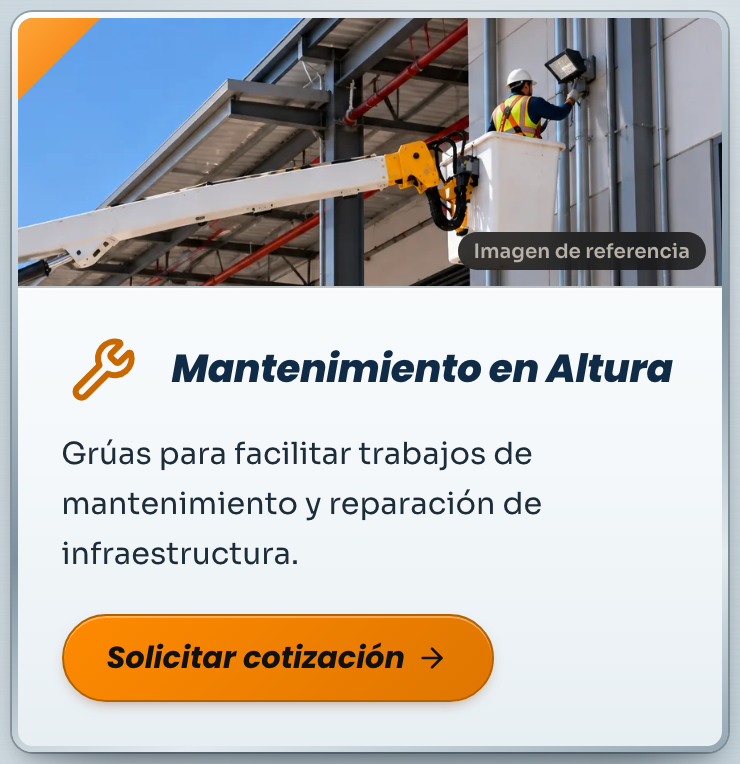 Imagen de referencia
Mantenimiento en Altura
Grúas para facilitar trabajos de
mantenimiento y reparación de
infraestructura.
Solicitar cotización →